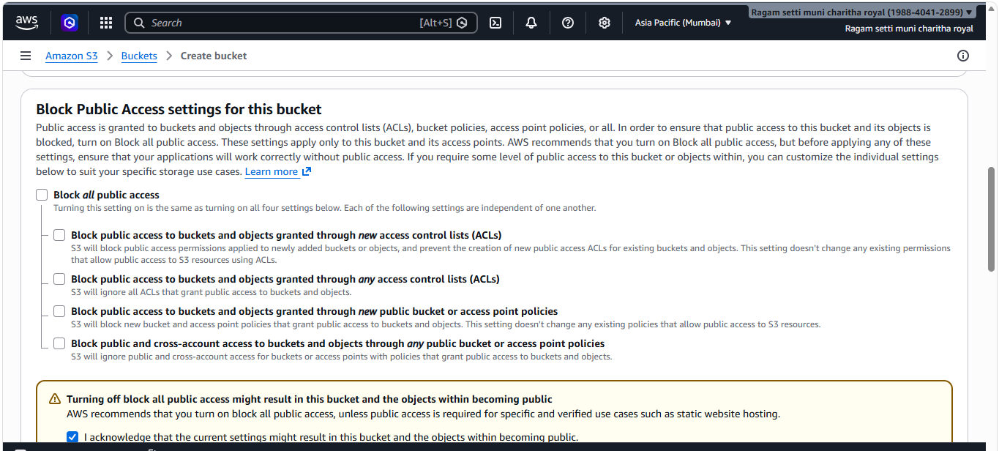 aws
Search [Alt+S]
Asia Pacific (Mumbai) ▼
Ragam setti muni charitha royal (1988-4041-2899) ▼
Ragam setti muni charitha royal
Amazon S3 > Buckets > Create bucket
Block Public Access settings for this bucket
Public access is granted to buckets and objects through access control lists (ACLs), bucket policies, access point policies, or all. In order to ensure that public access to this bucket and its objects is
blocked, turn on Block all public access. These settings apply only to this bucket and its access points. AWS recommends that you turn on Block all public access, but before applying any of these
settings, ensure that your applications will work correctly without public access. If you require some level of public access to this bucket or objects within, you can customize the individual settings
below to suit your specific storage use cases. Learn more
Block all public access
Turning this setting on is the same as turning on all four settings below. Each of the following settings are independent of one another.
Block public access to buckets and objects granted through new access control lists (ACLs)
S3 will block public access permissions applied to newly added buckets or objects, and prevent the creation of new public access ACLs for existing buckets and objects. This setting doesn't change any existing permissions
that allow public access to S3 resources using ACLs.
Block public access to buckets and objects granted through any access control lists (ACLs)
S3 will ignore all ACLs that grant public access to buckets and objects.
Block public access to buckets and objects granted through new public bucket or access point policies
S3 will block new bucket and access point policies that grant public access to buckets and objects. This setting doesn't change any existing policies that allow public access to S3 resources.
Block public and cross-account access to buckets and objects through any public bucket or access point policies
S3 will ignore public and cross-account access for buckets or access points with policies that grant public access to buckets and objects.
Turning off block all public access might result in this bucket and the objects within becoming public
AWS recommends that you turn on block all public access, unless public access is required for specific and verified use cases such as static website hosting.
I acknowledge that the current settings might result in this bucket and the objects within becoming public.